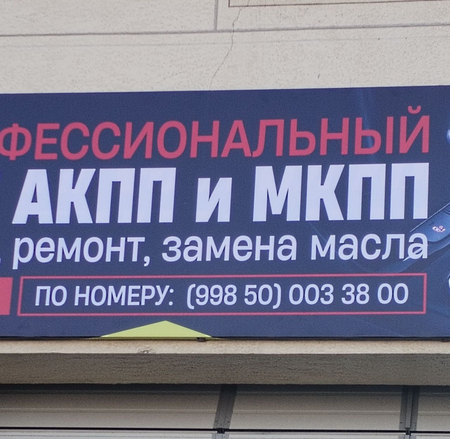 ФЕССИОНАЛЬНЫЙ
АКПП и МКПП
, ремонт, замена масла
ПО НОМЕРУ: (998 50) 003 38 00